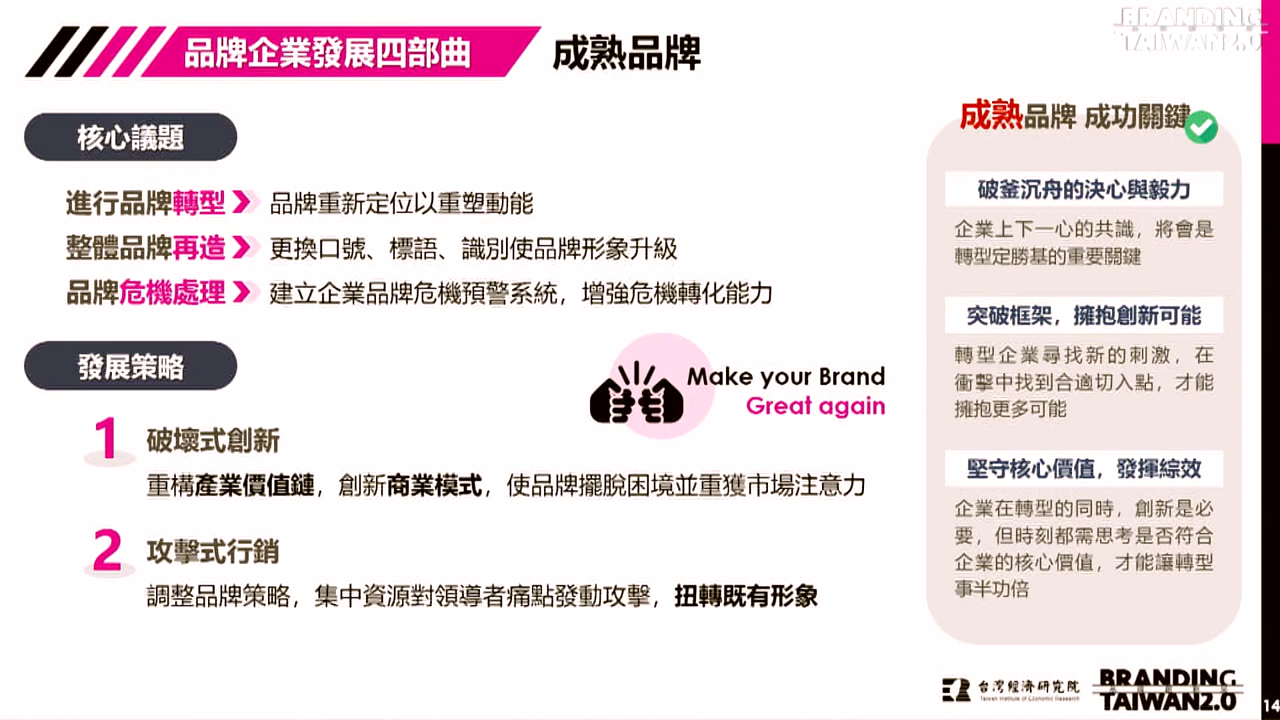 BRANDING
TAIWAN2.0
品牌企業發展四部曲
成熟品牌
核心議題
進行品牌轉型
品牌重新定位以重塑動能
整體品牌再造
更換口號、標語、識別使品牌形象升級
品牌危機處理
建立企業品牌危機預警系統，增強危機轉化能力
發展策略
Make your Brand
Great again
1
破壞式創新
重構產業價值鏈，創新商業模式，使品牌擺脫困境並重獲市場注意力
2
攻擊式行銷
調整品牌策略，集中資源對領導者痛點發動攻擊，扭轉既有形象
成熟品牌 成功關鍵
破釜沉舟的決心與毅力
企業上下一心的共識，將會是
轉型定勝基的重要關鍵
突破框架，擁抱創新可能
轉型企業尋找新的刺激，在
衝擊中找到合適切入點，才能
擁抱更多可能
堅守核心價值，發揮綜效
企業在轉型的同時，創新是必
要，但時刻都需思考是否符合
企業的核心價值，才能讓轉型
事半功倍
台灣經濟研究院
Taiwan Institute of Economic Research
BRANDING
TAIWAN2.0
14